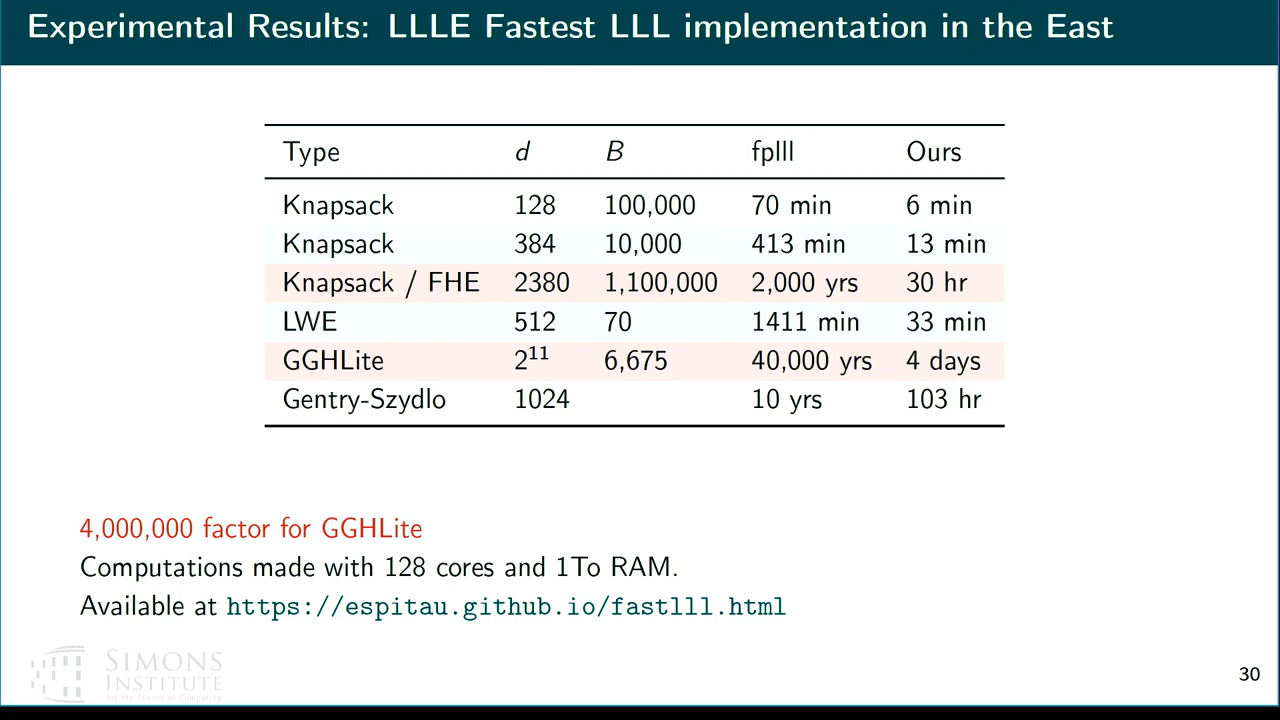 Experimental Results: LLLE Fastest LLL implementation in the East
Type d B fplll Ours
Knapsack 128 100,000 70 min 6 min
Knapsack 384 10,000 413 min 13 min
Knapsack / FHE 2380 1,100,000 2,000 yrs 30 hr
LWE 512 70 1411 min 33 min
GGHLite 2¹¹ 6,675 40,000 yrs 4 days
Gentry-Szydlo 1024 10 yrs 103 hr
4,000,000 factor for GGHLite
Computations made with 128 cores and 1To RAM.
Available at https://espitau.github.io/fastlll.html
SIMONS
INSTITUTE
for the Theory of Computing
30